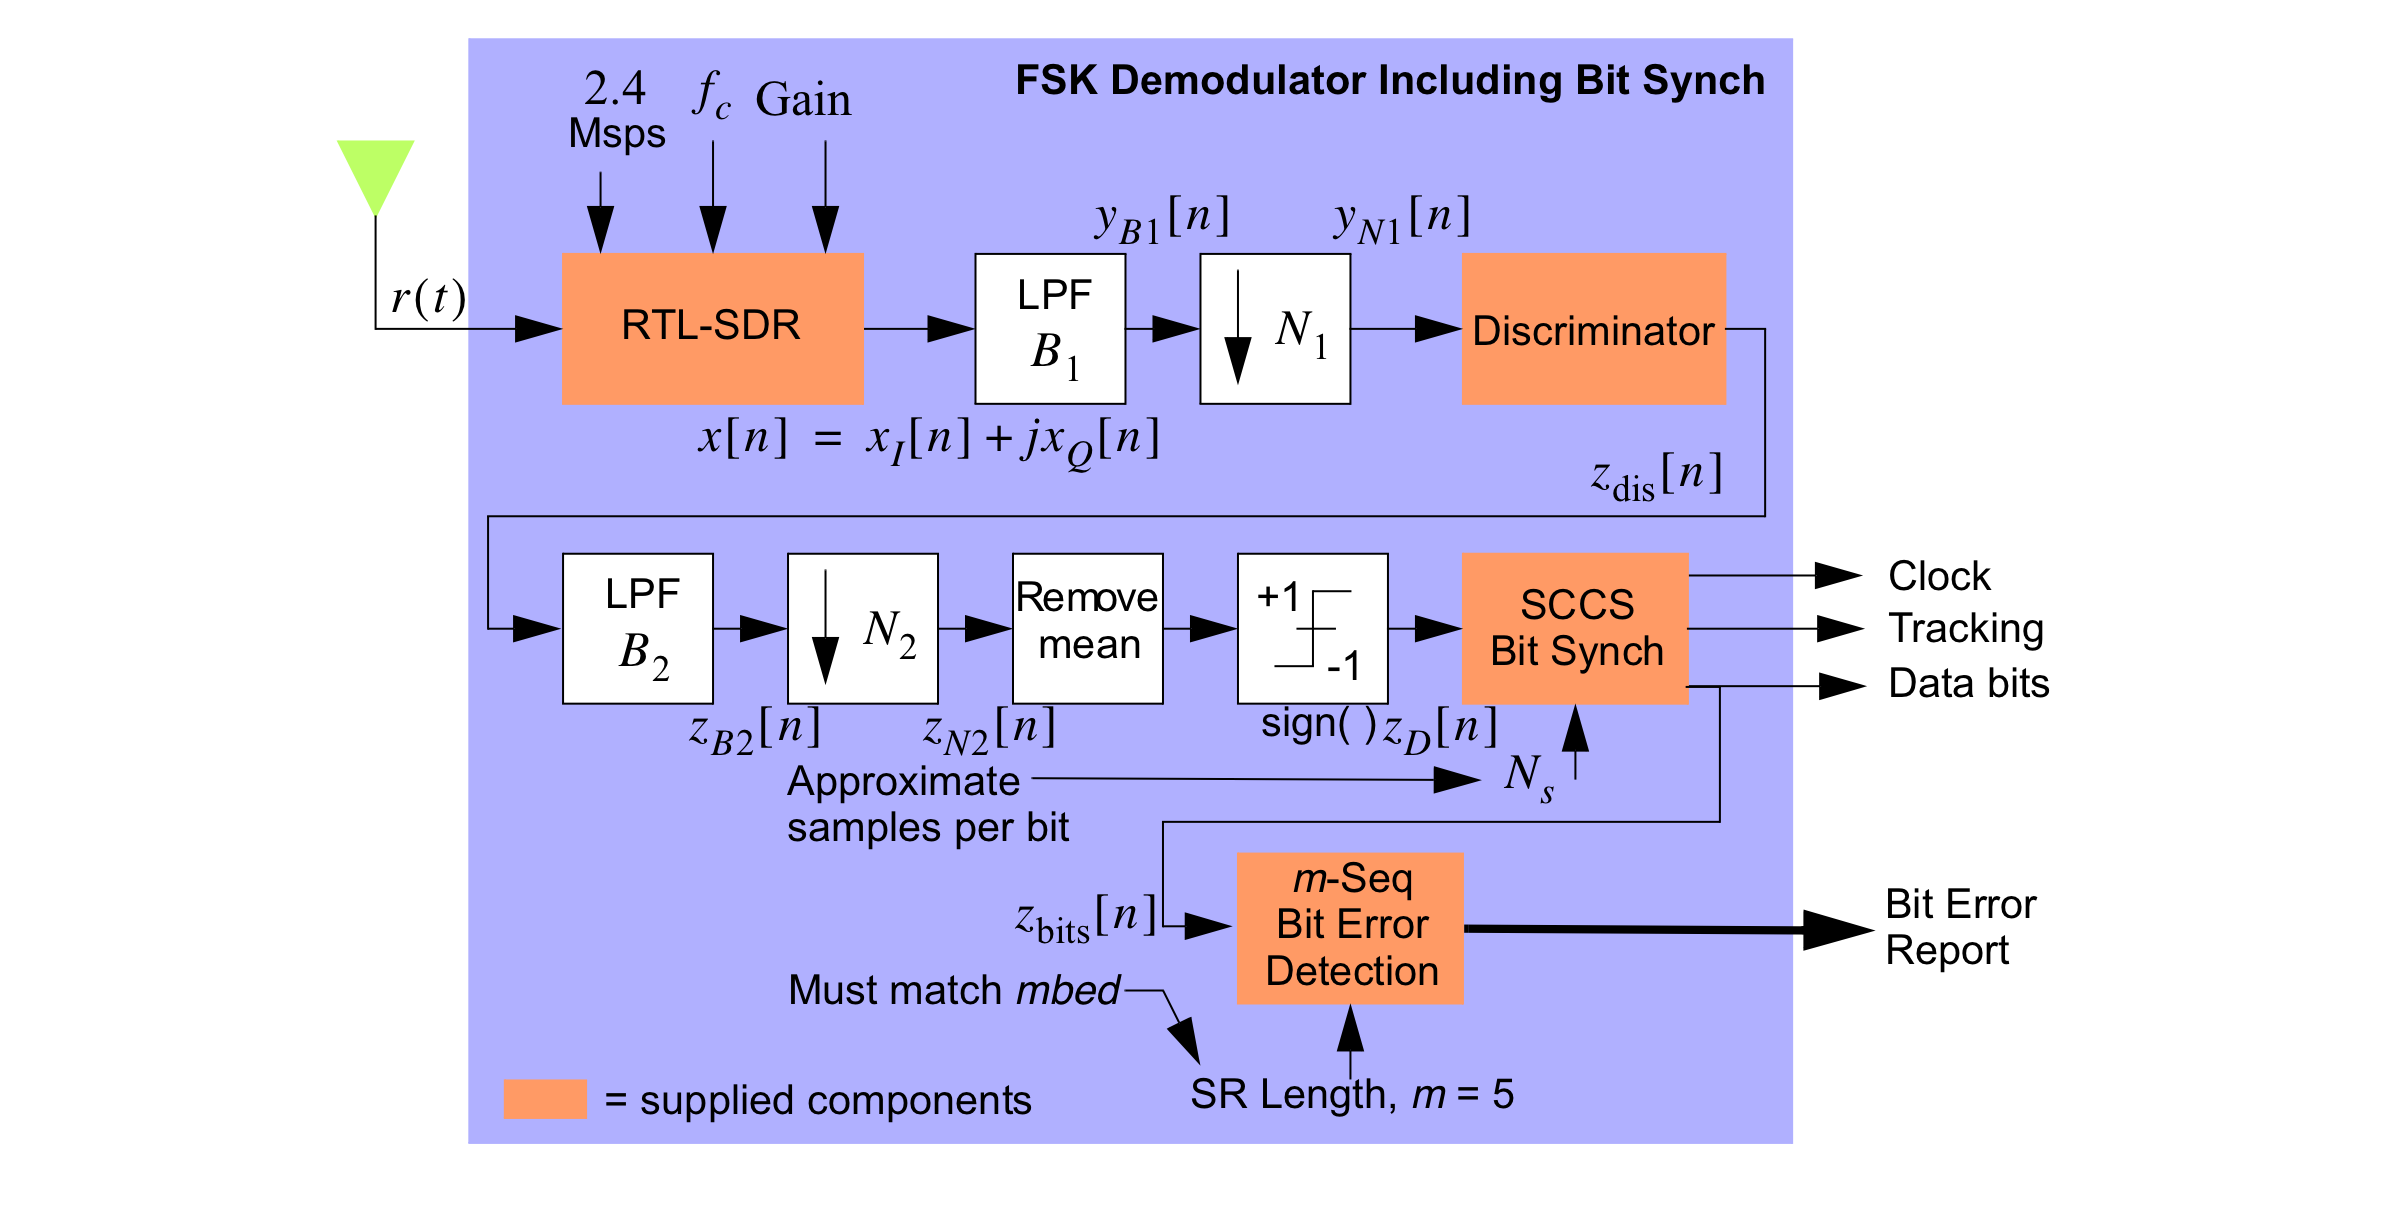 FSK Demodulator Including Bit Synch
2.4
Msps
f_c
Gain
r(t)
RTL-SDR
x[n] = x_I[n] + jx_Q[n]
LPF
B_1
y_{B1}[n]
N_1
y_{N1}[n]
Discriminator
z_{dis}[n]
LPF
B_2
z_{B2}[n]
N_2
z_{N2}[n]
Remove
mean
+1
-1
sign( )
z_D[n]
SCCS
Bit Synch
Clock
Tracking
Data bits
Approximate
samples per bit
N_s
z_{bits}[n]
m-Seq
Bit Error
Detection
Bit Error
Report
Must match mbed
SR Length, m = 5
= supplied components